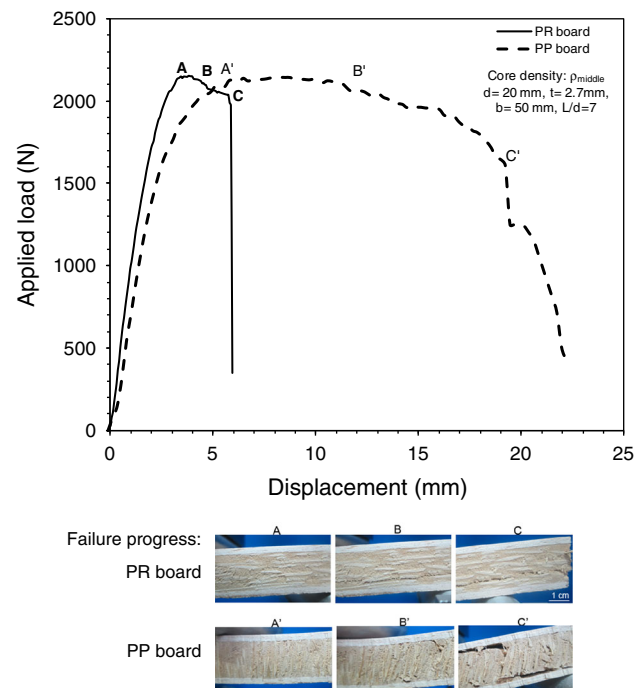 2500
2000
1500
1000
500
0
Applied load (N)
A
B
A'
C
B'
C'
PR board
PP board
Core density: ρmiddle
d= 20 mm, t= 2.7mm,
b= 50 mm, L/d=7
0 5 10 15 20 25
Displacement (mm)
Failure progress:
A B C
PR board
1 cm
A' B' C'
PP board